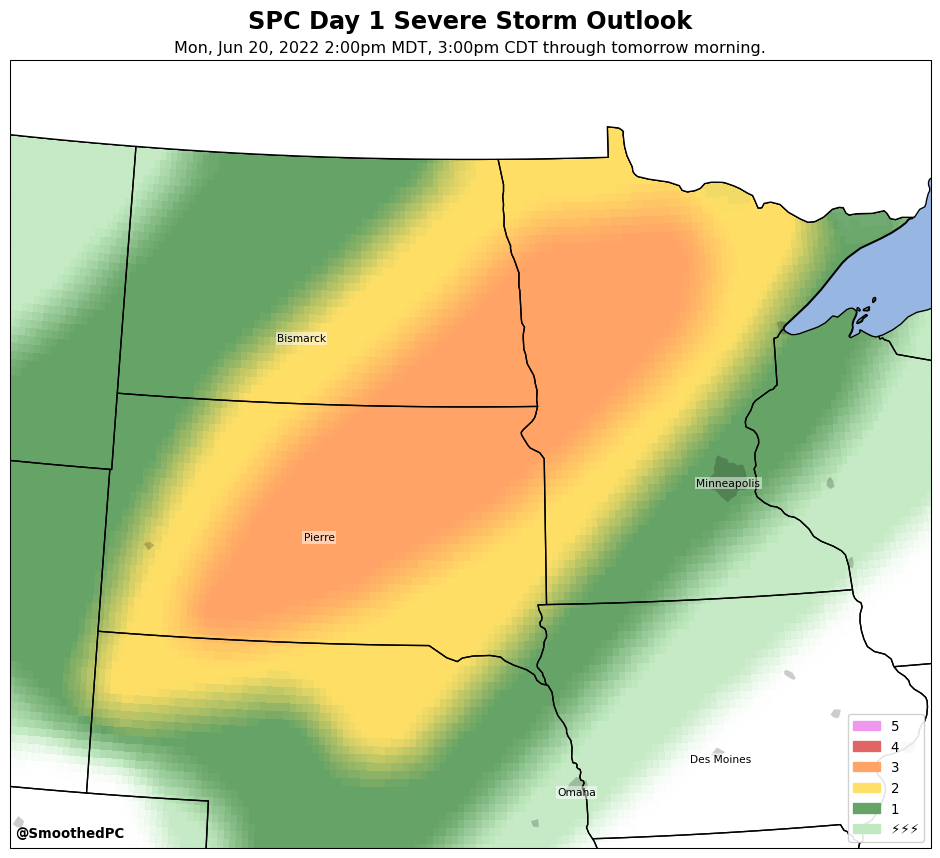 SPC Day 1 Severe Storm Outlook
Mon, Jun 20, 2022 2:00pm MDT, 3:00pm CDT through tomorrow morning.
Bismarck
Minneapolis
Pierre
Des Moines
Omaha
5
4
3
2
1
⚡⚡⚡
@SmoothedPC